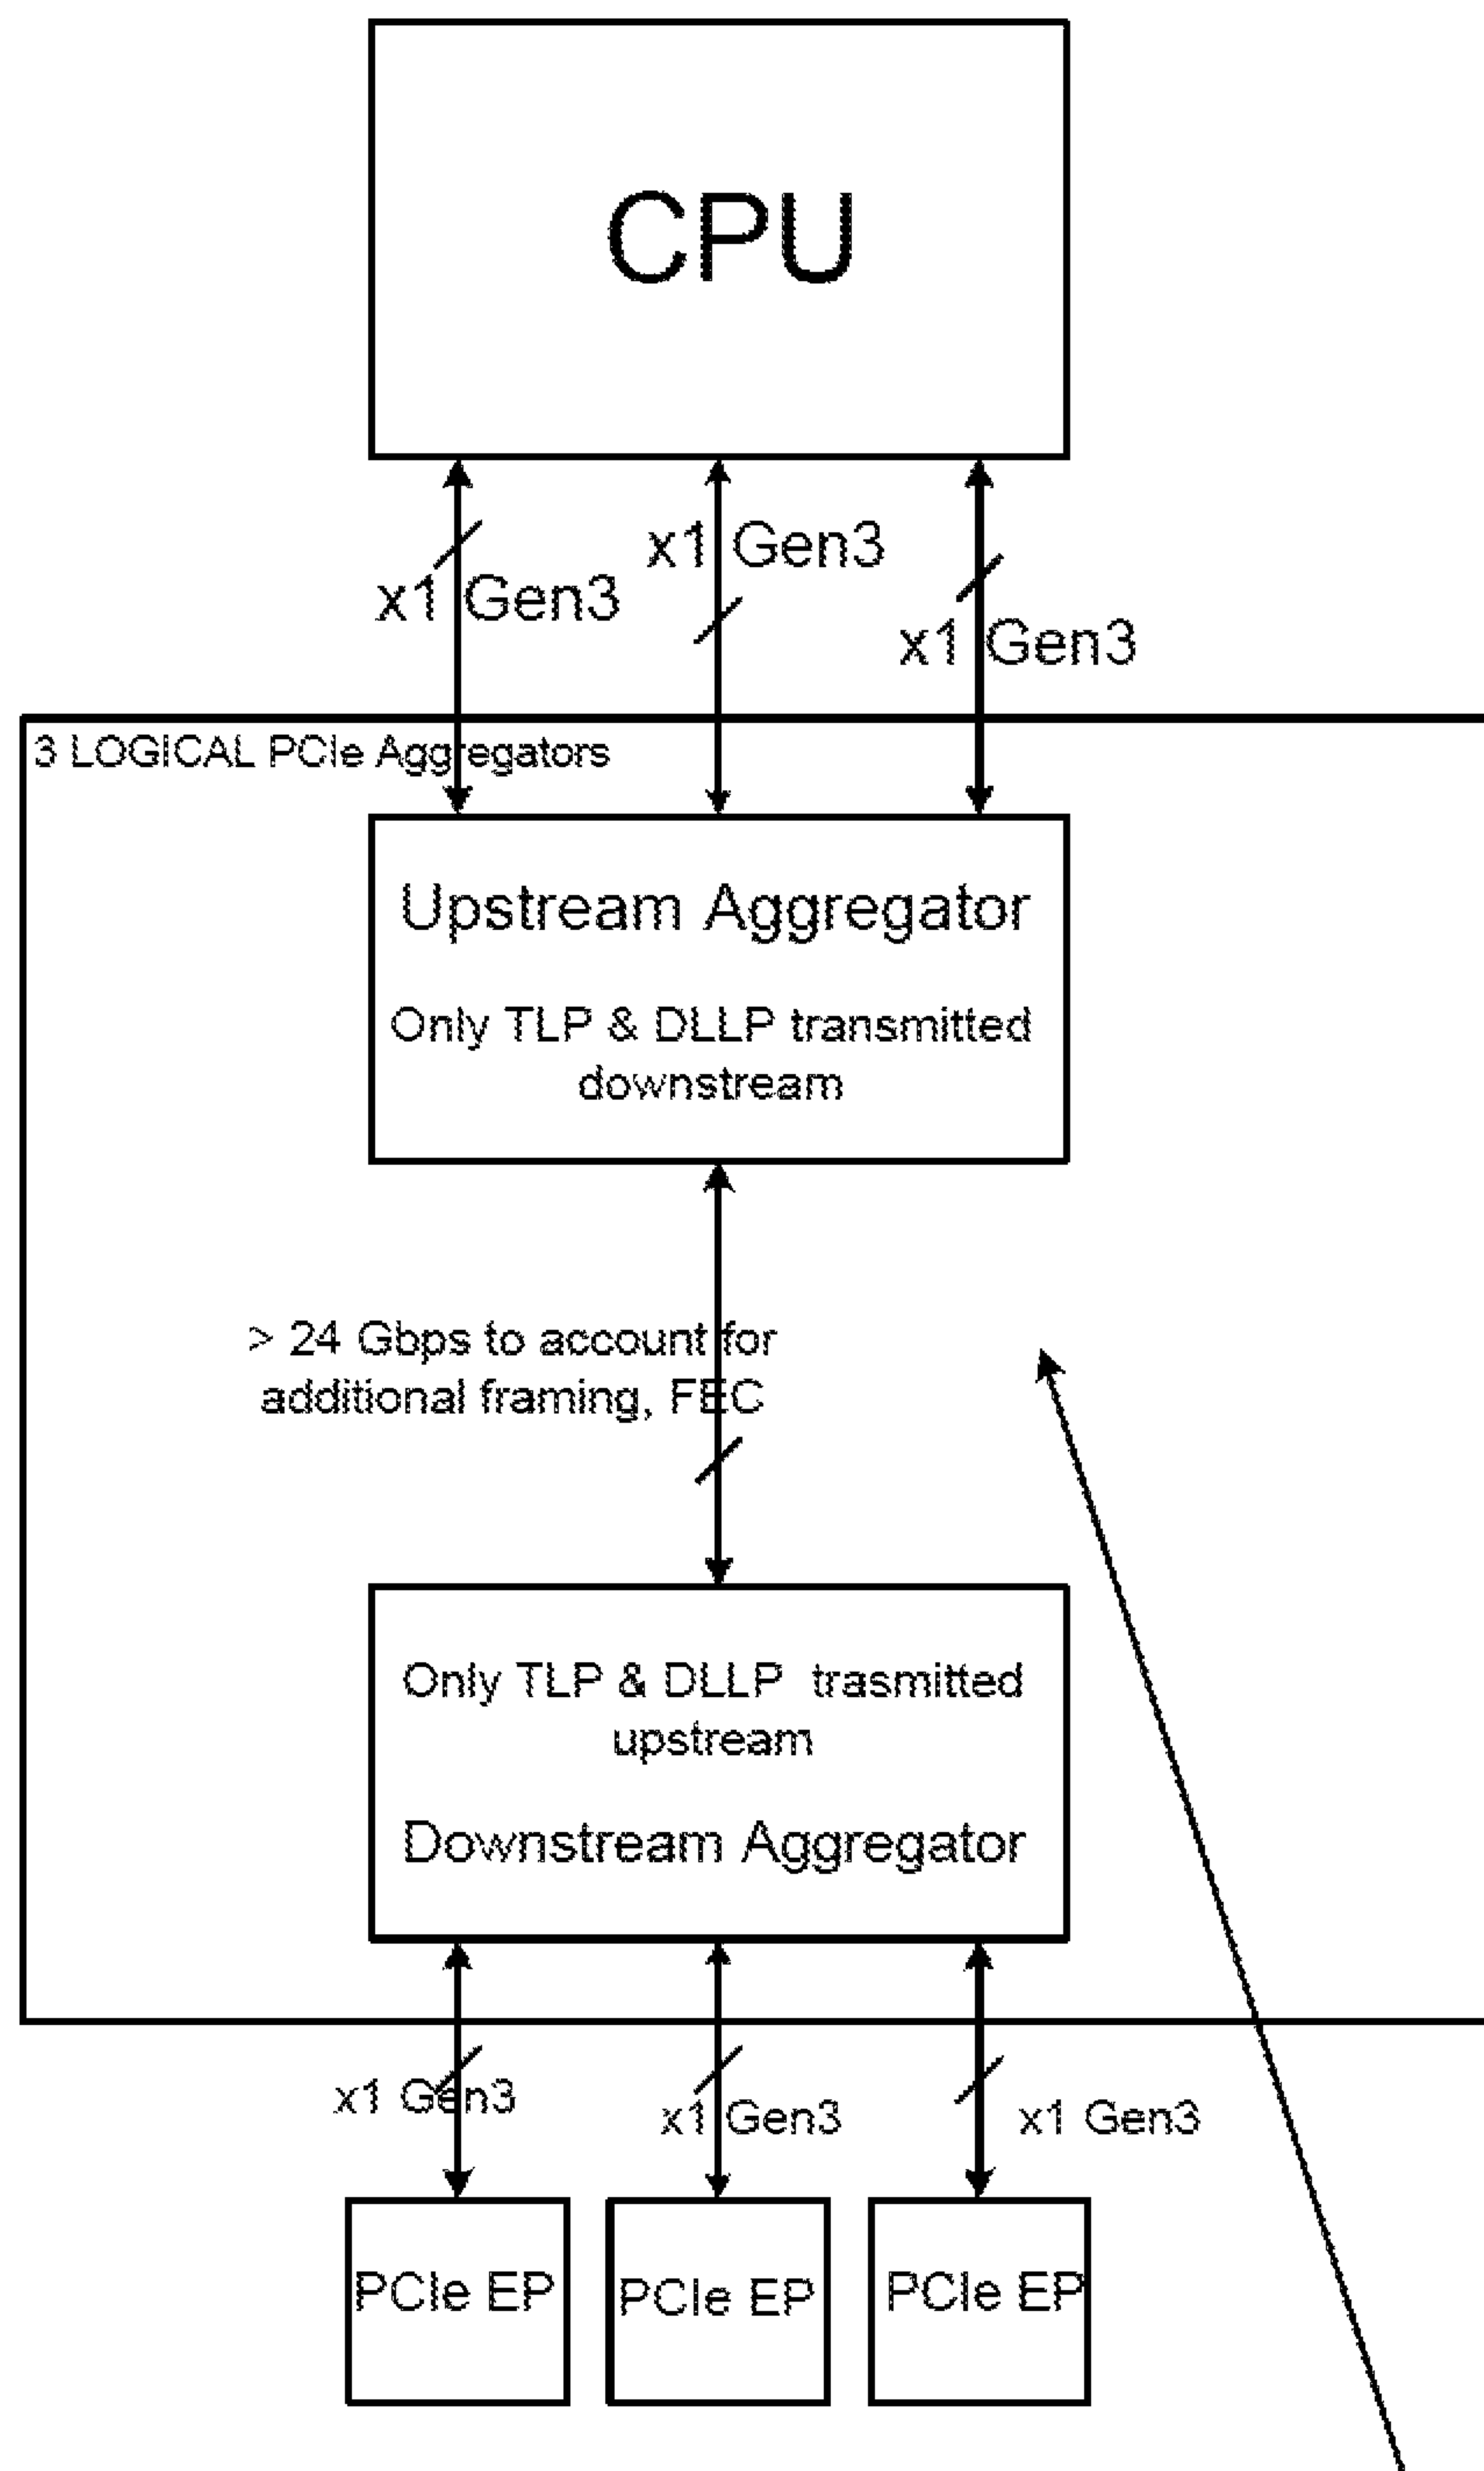 CPU
x1 Gen3
x1 Gen3
x1 Gen3
3 LOGICAL PCIe Aggregators
Upstream Aggregator
Only TLP & DLLP transmitted
downstream
> 24 Gbps to account for
additional framing, FEC
Only TLP & DLLP trasmitted
upstream
Downstream Aggregator
x1 Gen3
x1 Gen3
x1 Gen3
PCIe EP
PCIe EP
PCIe EP